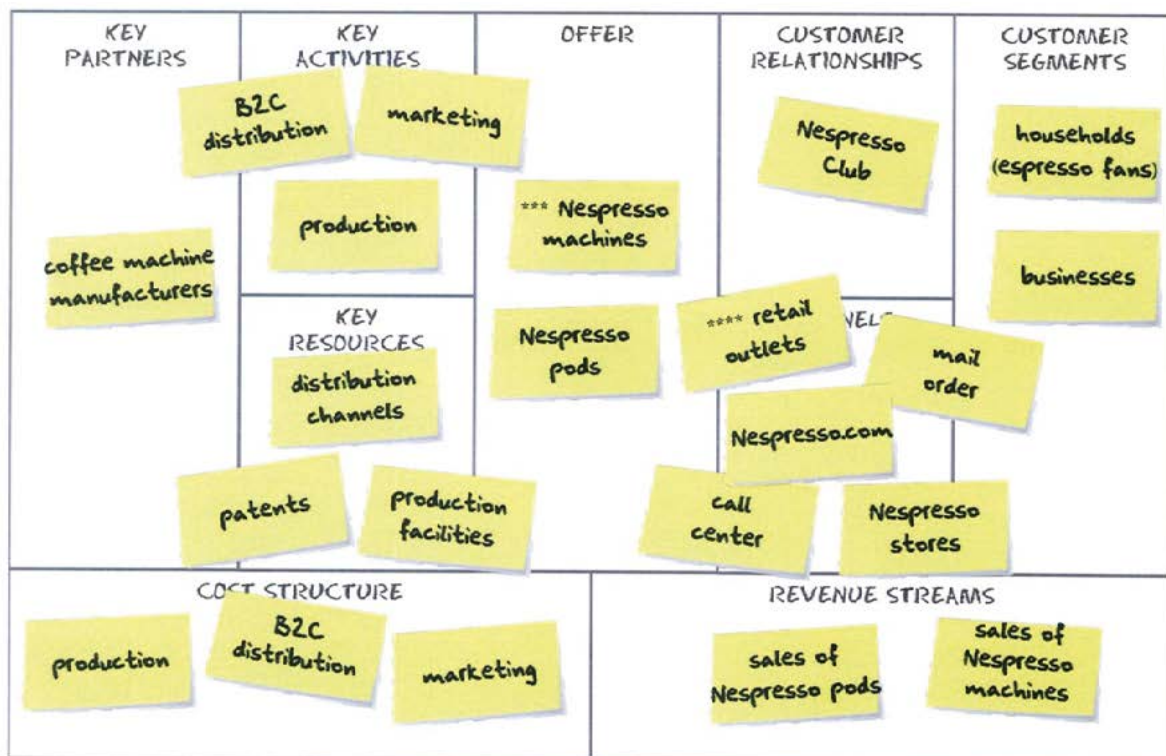 KEY
PARTNERS
coffee machine
manufacturers
KEY
ACTIVITIES
B2C
distribution
marketing
production
KEY
RESOURCES
distribution
channels
patents
production
facilities
OFFER
*** Nespresso
machines
Nespresso
pods
CUSTOMER
RELATIONSHIPS
Nespresso
Club
NELS
**** retail
outlets
mail
order
Nespresso.com
call
center
Nespresso
stores
CUSTOMER
SEGMENTS
households
(espresso fans)
businesses
COST STRUCTURE
production
B2C
distribution
marketing
REVENUE STREAMS
sales of
Nespresso pods
sales of
Nespresso
machines